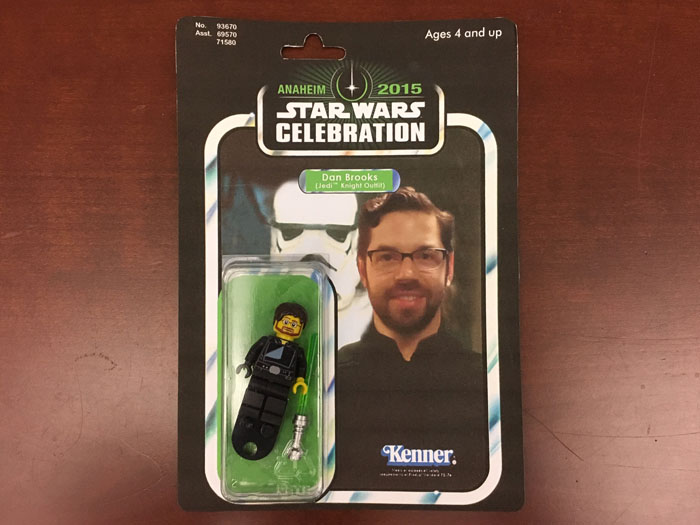 No. 93670
Asst. 69570
71580
Ages 4 and up
ANAHEIM 2015
STAR WARS
CELEBRATION
Dan Brooks
(Jedi™ Knight Outfit)
Kenner.